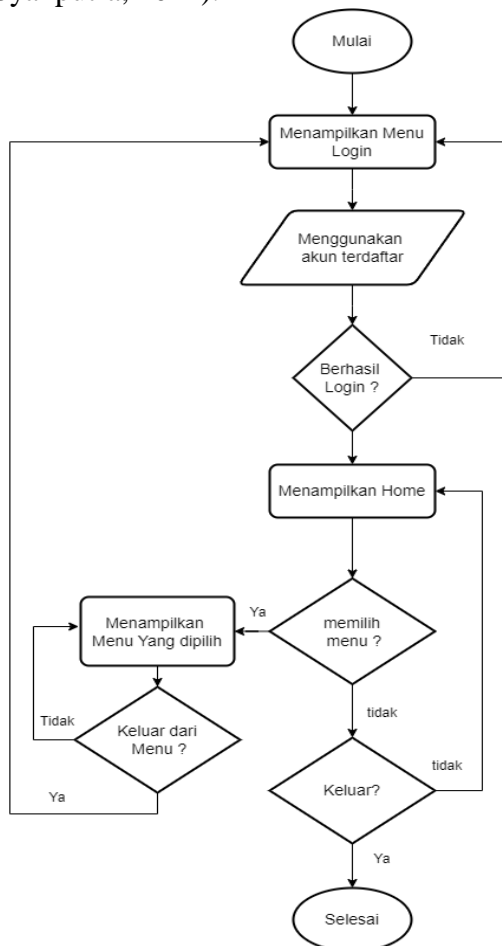 Mulai
Menampilkan Menu
Login
Menggunakan
akun terdaftar
Tidak
Berhasil
Login ?
Menampilkan Home
Menampilkan
Menu Yang dipilih
Ya
memilih
menu ?
Tidak
Keluar dari
Menu ?
tidak
Ya
Keluar?
tidak
Ya
Selesai